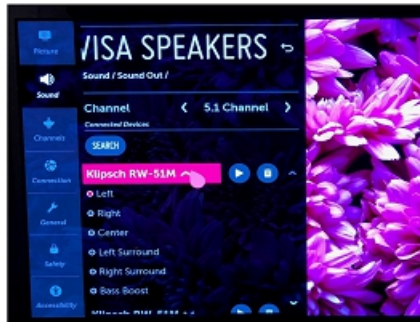 Picture
VISA SPEAKERS
Sound / Sound Out /
Sound
Channel
5.1 Channel
Connected Devices
Channels
SEARCH
Connection
Klipsch RW-51M
Left
General
Right
Center
Safety
Left Surround
Right Surround
Accessibility
Bass Boost